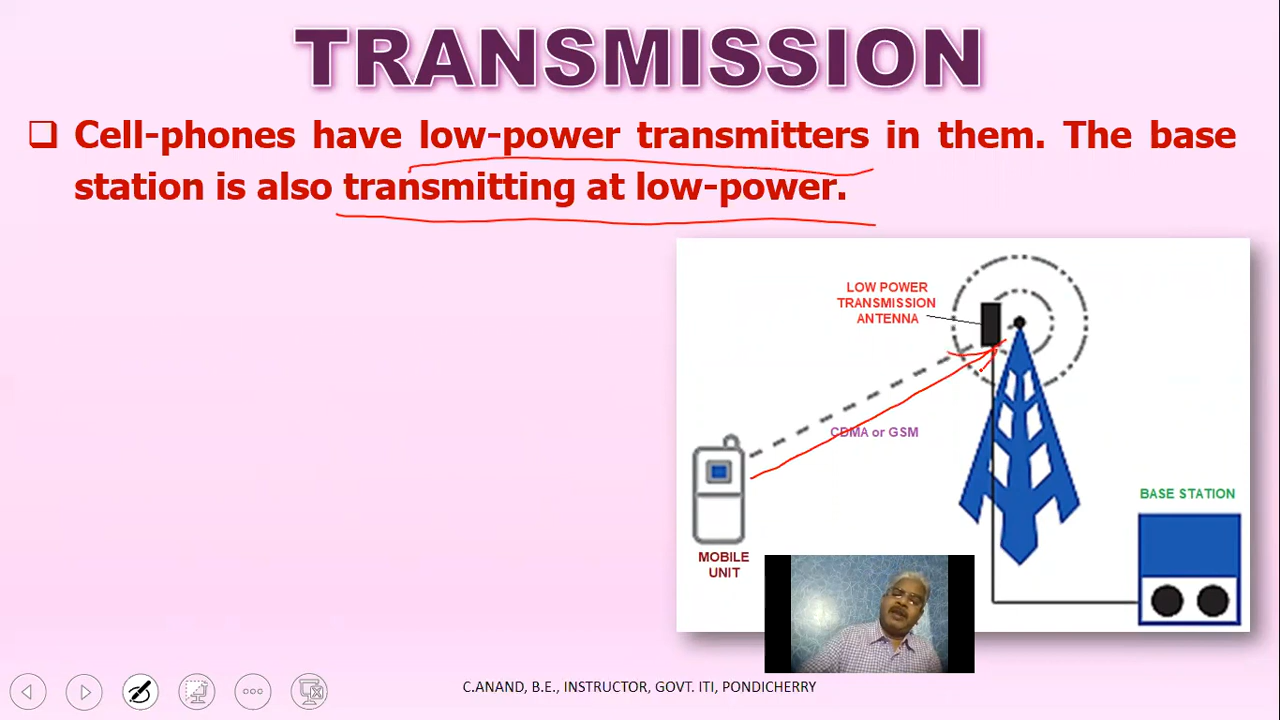 TRANSMISSION
❑ Cell-phones have low-power transmitters in them. The base
station is also transmitting at low-power.
LOW POWER
TRANSMISSION
ANTENNA
CDMA or GSM
BASE STATION
MOBILE
UNIT
C.ANAND, B.E., INSTRUCTOR, GOVT. ITI, PONDICHERRY